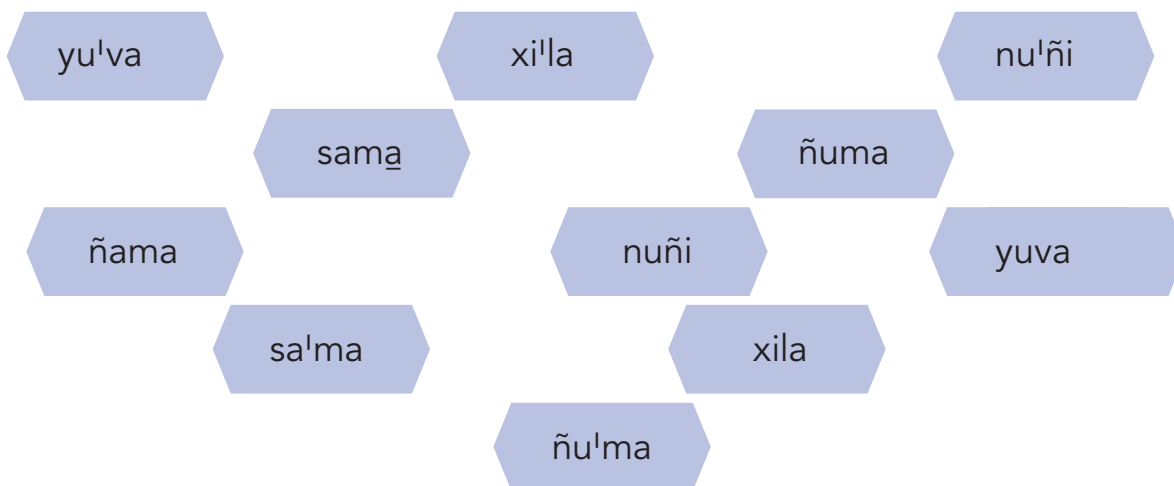 yuꞌva
xiꞌla
nuꞌñi
sama̱
ñuma
ñama
nuñi
yuva
saꞌma
xila
ñuꞌma